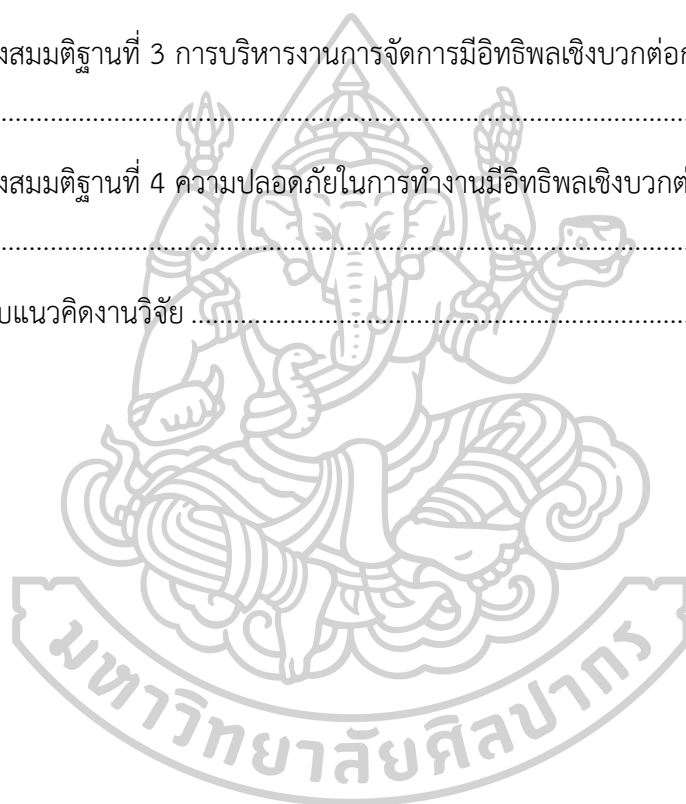 งสมมติฐานที่ 3 การบริหารงานการจัดการมีอิทธิพลเชิงบวกต่อก
........................................................................................................
งสมมติฐานที่ 4 ความปลอดภัยในการทำงานมีอิทธิพลเชิงบวกต่
........................................................................................................
บแนวคิดงานวิจัย ...........................................................................
มหาวิทยาลัยศิลปากร